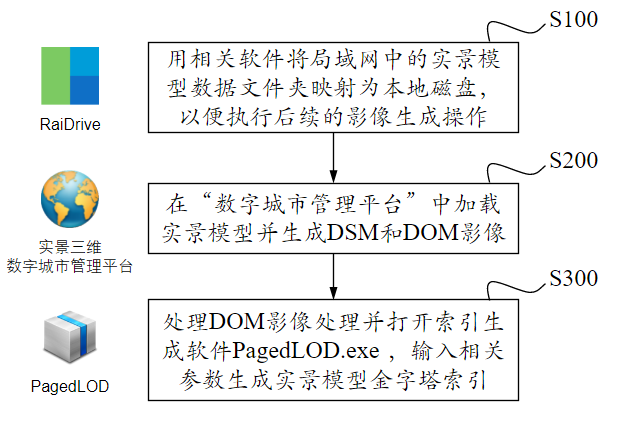 S100
用相关软件将局域网中的实景模
型数据文件夹映射为本地磁盘，
以便执行后续的影像生成操作
RaiDrive
S200
在“数字城市管理平台”中加载
实景模型并生成DSM和DOM影像
实景三维
数字城市管理平台
S300
处理DOM影像处理并打开索引生
成软件PagedLOD.exe ，输入相关
参数生成实景模型金字塔索引
PagedLOD